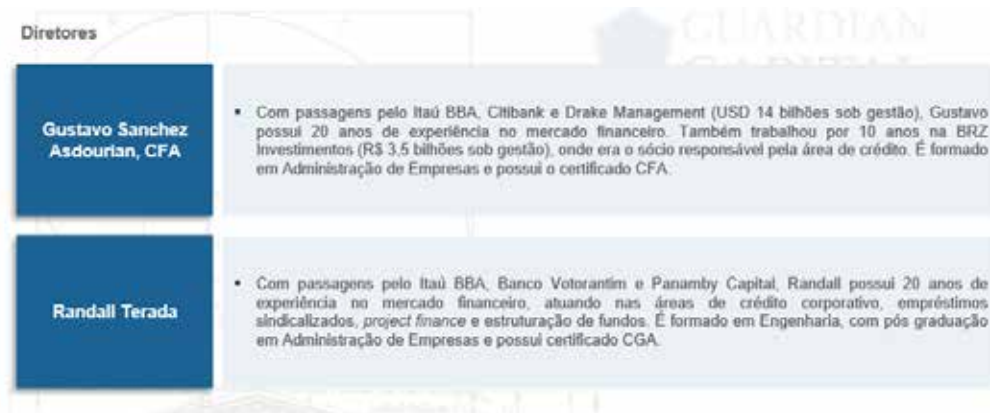 Diretores
GUARDIAN
CAPITAL
Gustavo Sanchez
Asdourian, CFA
▪ Com passagens pelo Itaú BBA, Citibank e Drake Management (USD 14 bilhões sob gestão), Gustavo
possui 20 anos de experiência no mercado financeiro. Também trabalhou por 10 anos na BRZ
Investimentos (R$ 3,5 bilhões sob gestão), onde era o sócio responsável pela área de crédito. É formado
em Administração de Empresas e possui o certificado CFA.
Randall Terada
▪ Com passagens pelo Itaú BBA, Banco Votorantim e Panamby Capital, Randall possui 20 anos de
experiência no mercado financeiro, atuando nas áreas de crédito corporativo, empréstimos
sindicalizados, project finance e estruturação de fundos. É formado em Engenharia, com pós graduação
em Administração de Empresas e possui certificado CGA.